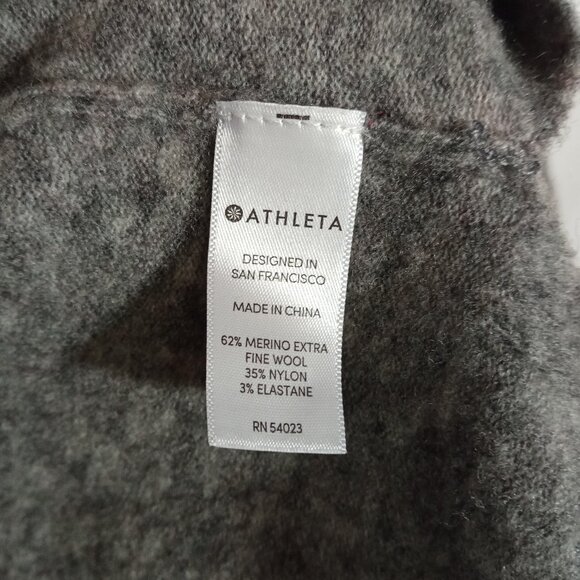 ATHLETA
DESIGNED IN
SAN FRANCISCO
MADE IN CHINA
62% MERINO EXTRA
FINE WOOL
35% NYLON
3% ELASTANE
RN 54023